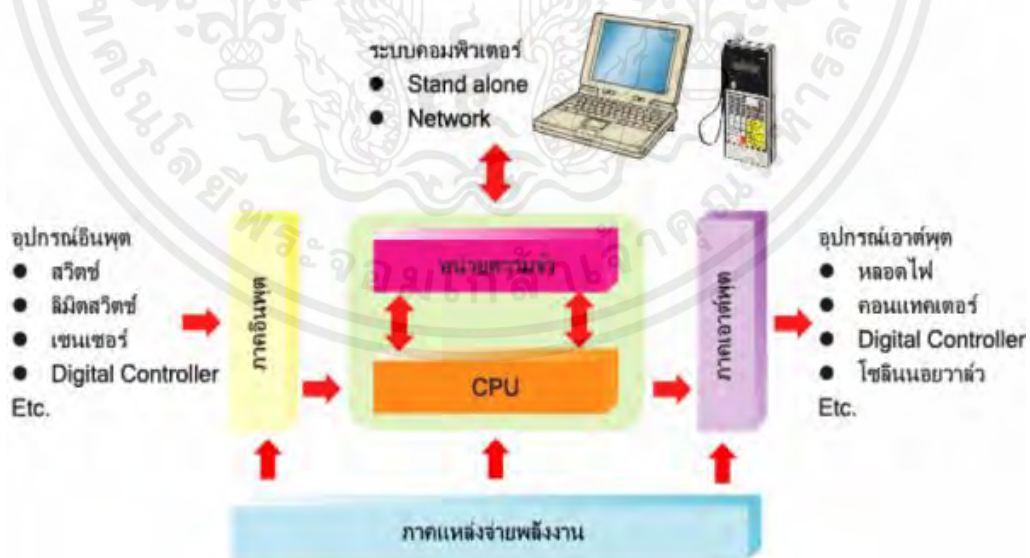 ระบบคอมพิวเตอร์
● Stand alone
● Network
อุปกรณ์อินพุต
● สวิตช์
● ลิมิตสวิตซ์
● เซนเซอร์
● Digital Controller
Etc.
ภาคอินพุต
หน่วยความจำ
CPU
ภาคเอาต์พุต
อุปกรณ์เอาต์พุต
● หลอดไฟ
● คอนแทคเตอร์
● Digital Controller
● โซลินนอยวาล์ว
Etc.
ภาคแหล่งจ่ายพลังงาน